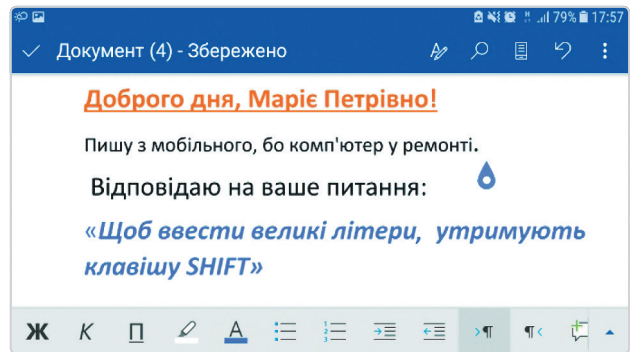 79% 17:57
Документ (4) - Збережено
Доброго дня, Маріє Петрівно!
Пишу з мобільного, бо комп'ютер у ремонті.
Відповідаю на ваше питання:
«Щоб ввести великі літери, утримують
клавішу SHIFT»
Ж К П А